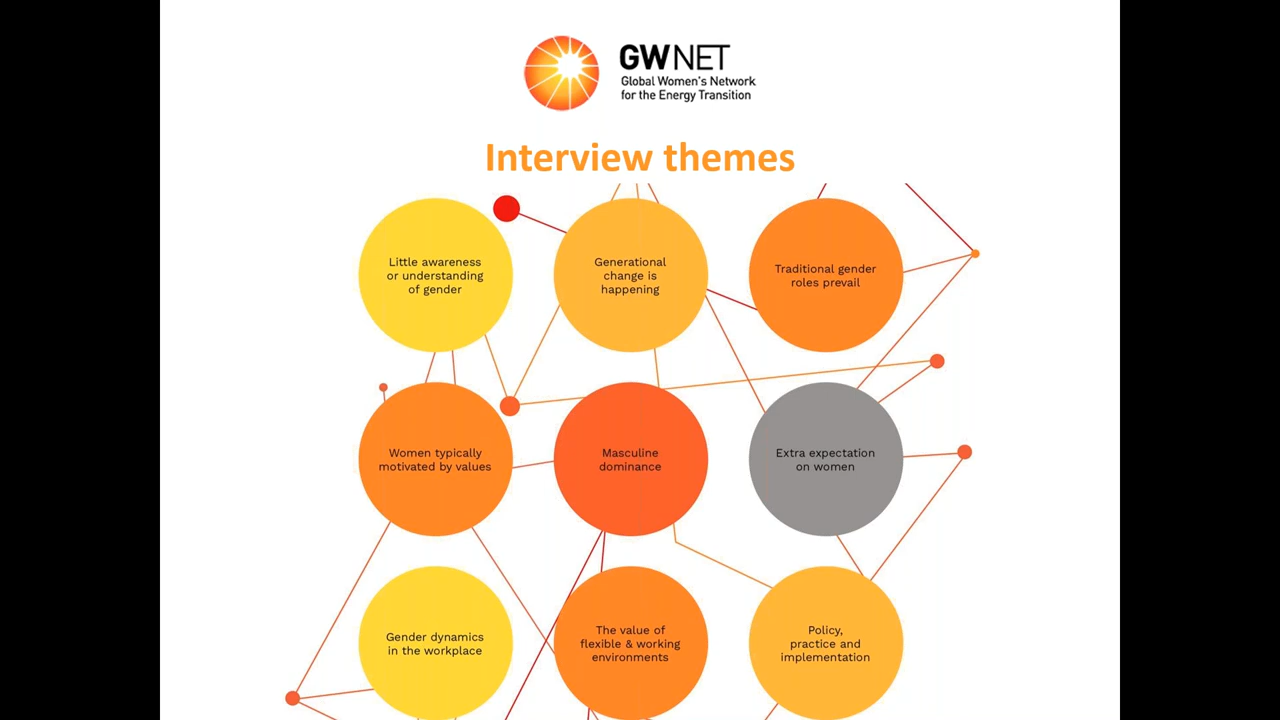 GWNET
Global Women's Network
for the Energy Transition
Interview themes
Little awareness
or understanding
of gender
Generational
change is
happening
Traditional gender
roles prevail
Women typically
motivated by values
Masculine
dominance
Extra expectation
on women
Gender dynamics
in the workplace
The value of
flexible & working
environments
Policy,
practice and
implementation